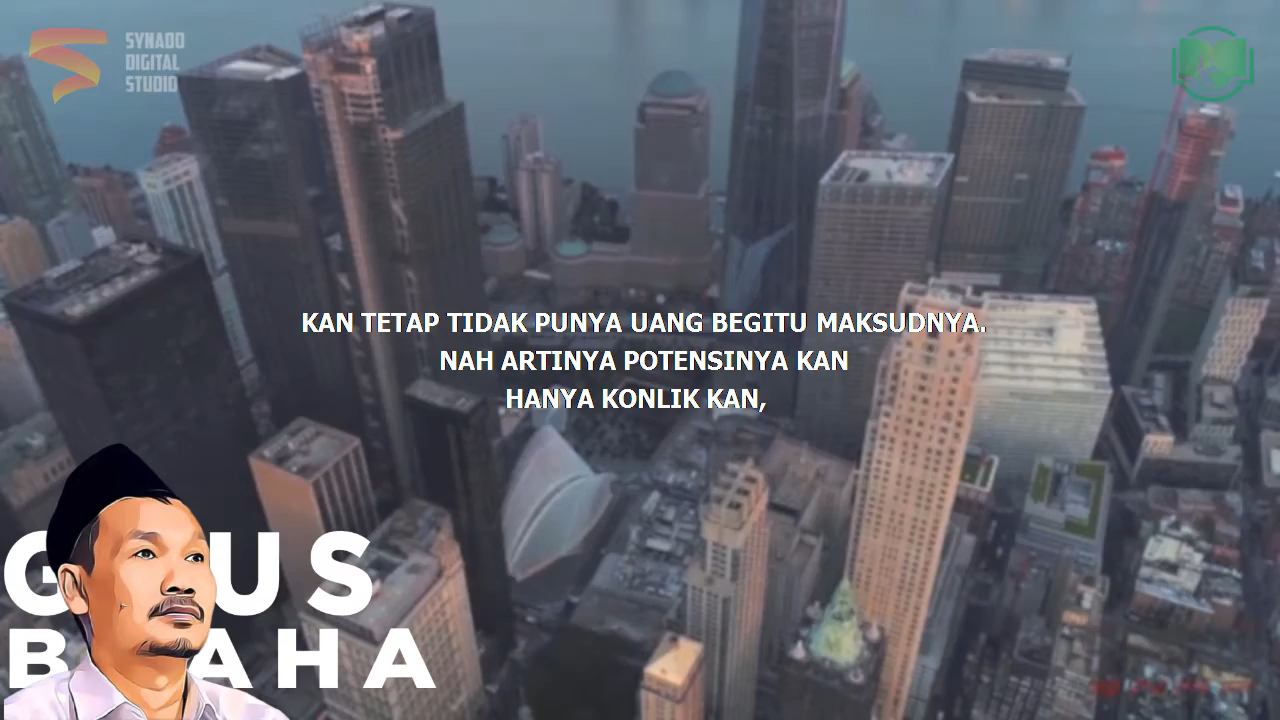 SYNADO
DIGITAL
STUDIO
KAN TETAP TIDAK PUNYA UANG BEGITU MAKSUDNYA.
NAH ARTINYA POTENSINYA KAN
HANYA KONLIK KAN,
GUS
BAHA